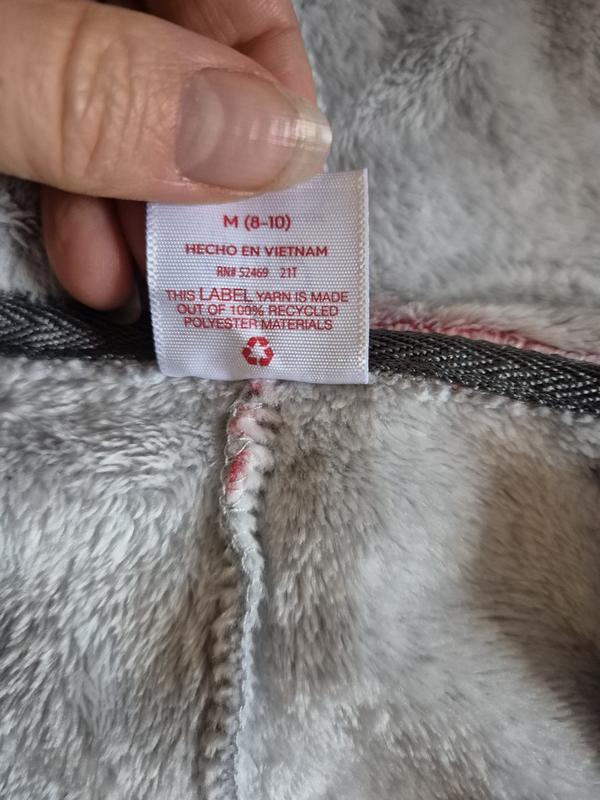 M (8-10)
HECHO EN VIETNAM
RN# 52469 21T
THIS LABEL YARN IS MADE
OUT OF 100% RECYCLED
POLYESTER MATERIALS